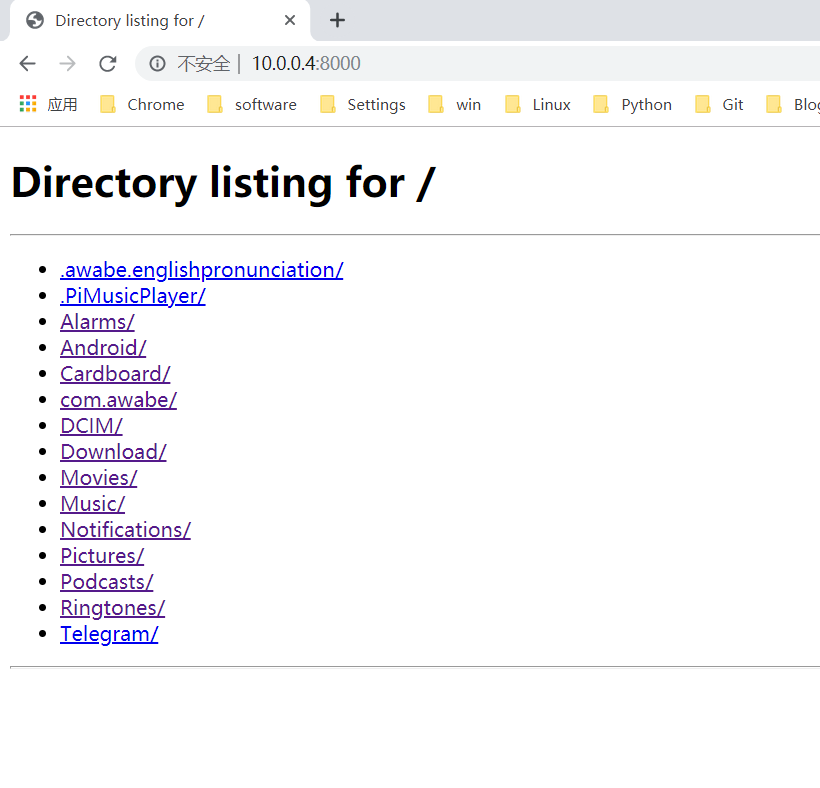 Directory listing for /
不安全 | 10.0.0.4:8000
应用 Chrome software Settings win Linux Python Git Blog
Directory listing for /
.awabe.englishpronunciation/
.PiMusicPlayer/
Alarms/
Android/
Cardboard/
com.awabe/
DCIM/
Download/
Movies/
Music/
Notifications/
Pictures/
Podcasts/
Ringtones/
Telegram/